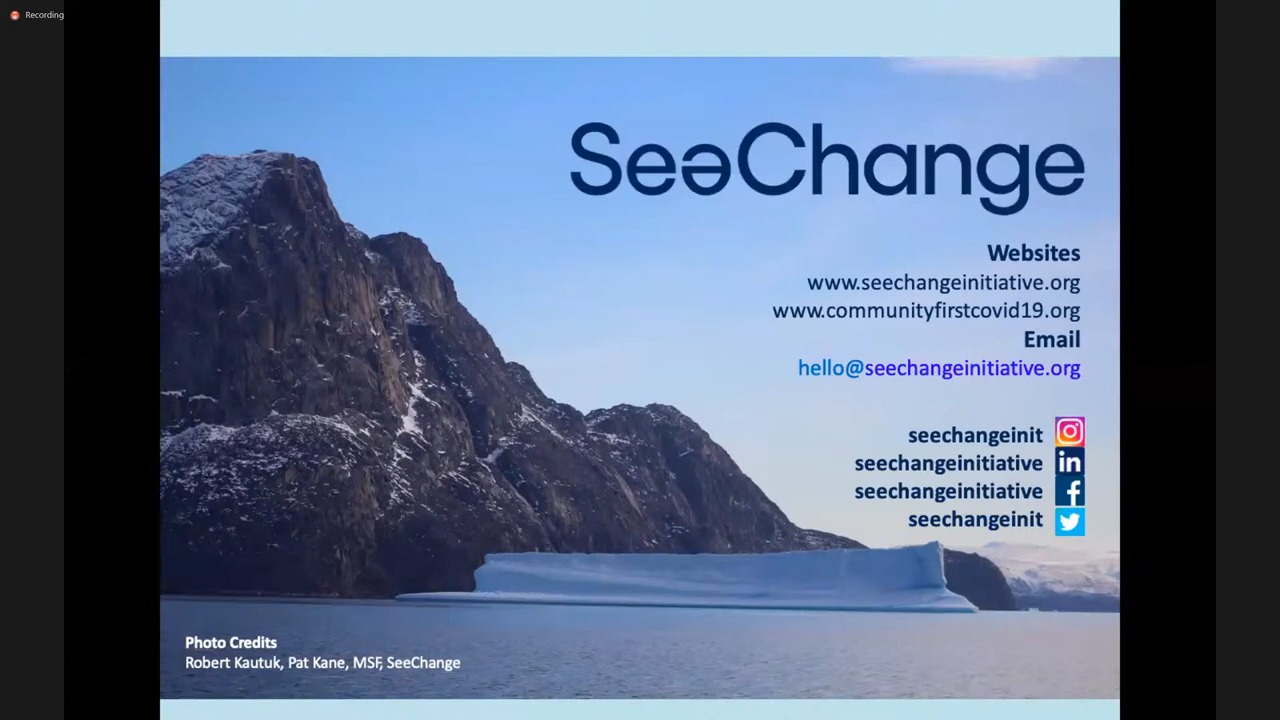 Recording
SeəChange
Websites
www.seechangeinitiative.org
www.communityfirstcovid19.org
Email
hello@seechangeinitiative.org
seechangeinit
seechangeinitiative
seechangeinitiative
seechangeinit
Photo Credits
Robert Kautuk, Pat Kane, MSF, SeeChange